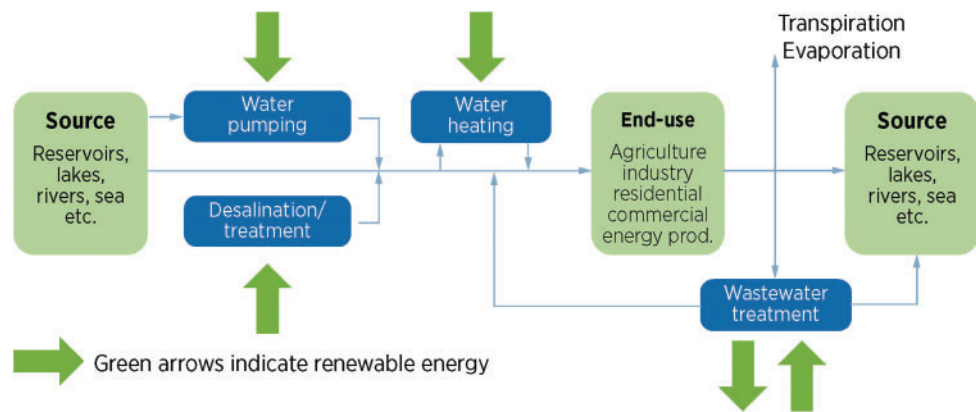 Transpiration
Evaporation
Source
Reservoirs,
lakes,
rivers, sea
etc.
Water
pumping
Desalination/
treatment
Water
heating
End-use
Agriculture
industry
residential
commercial
energy prod.
Source
Reservoirs,
lakes,
rivers, sea
etc.
Wastewater
treatment
Green arrows indicate renewable energy